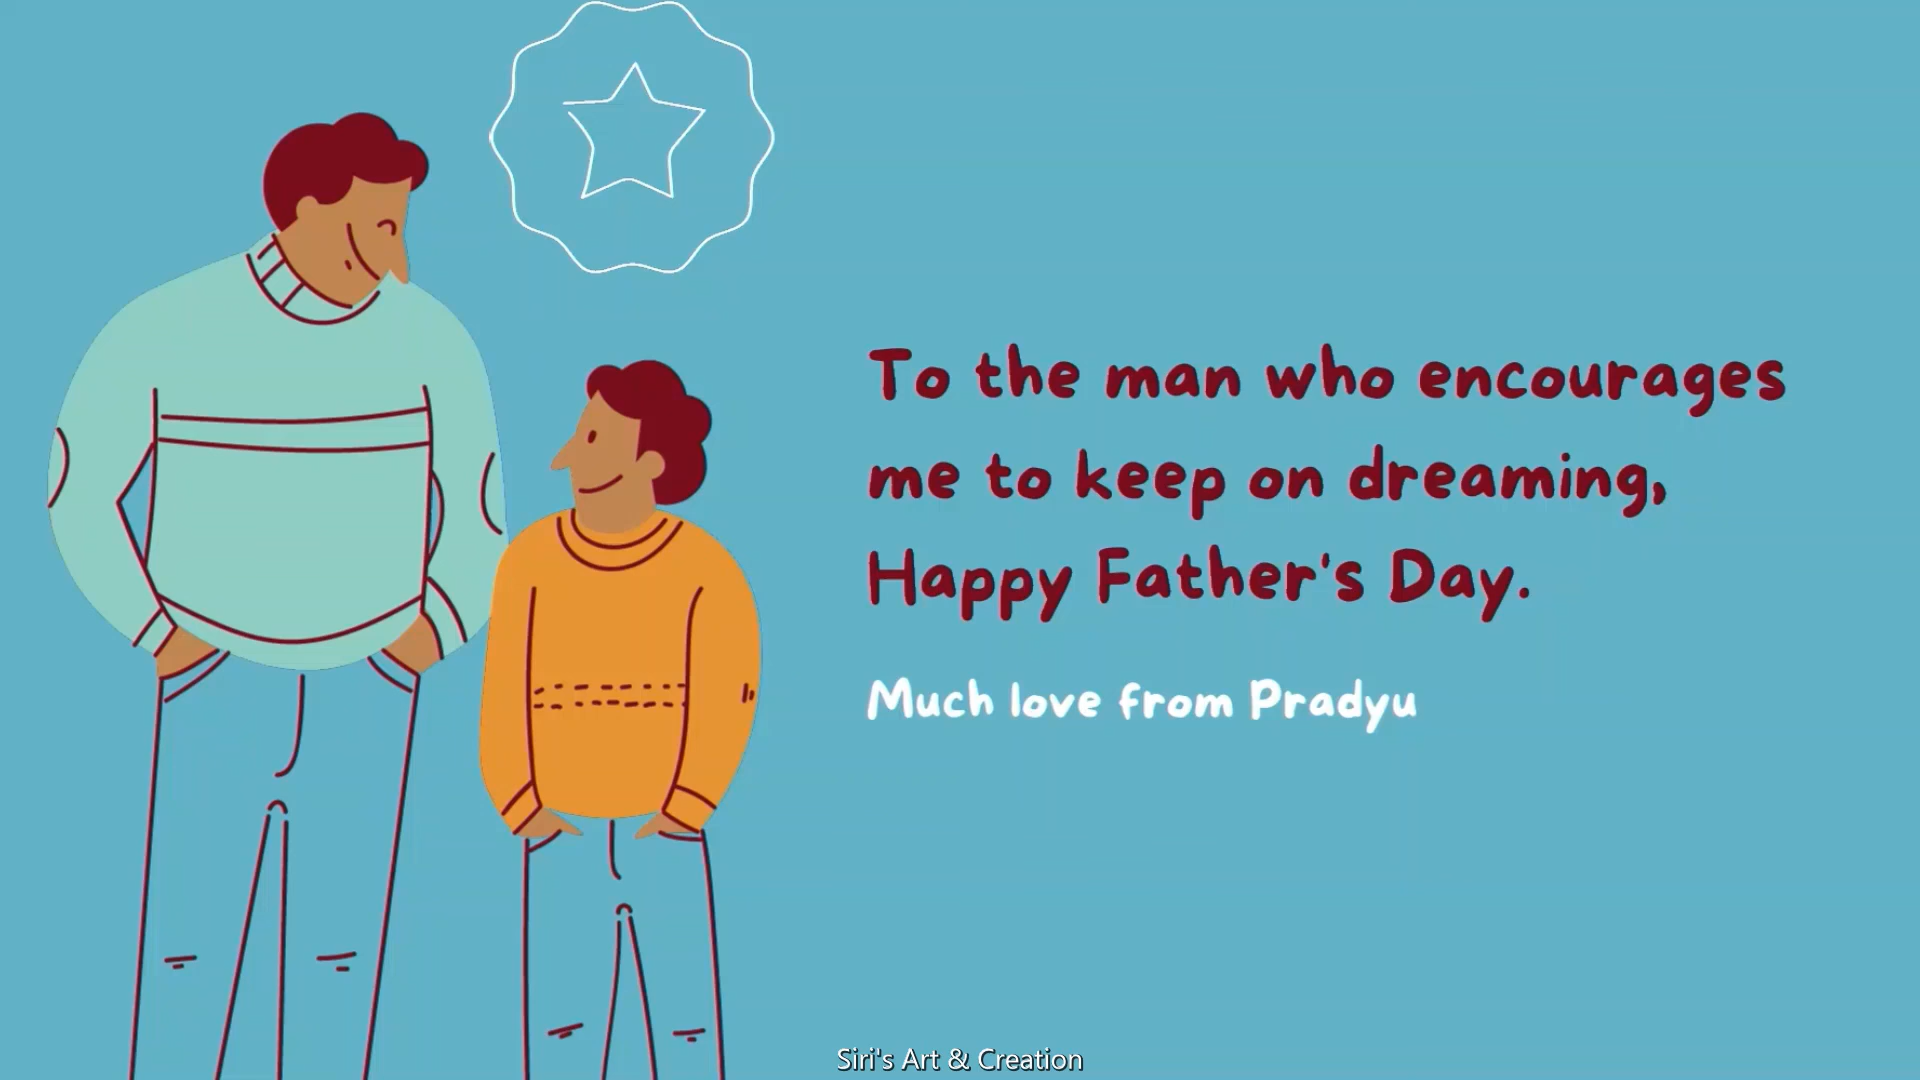 To the man who encourages
me to keep on dreaming,
Happy Father's Day.
Much love from Pradyu
Siri's Art & Creation